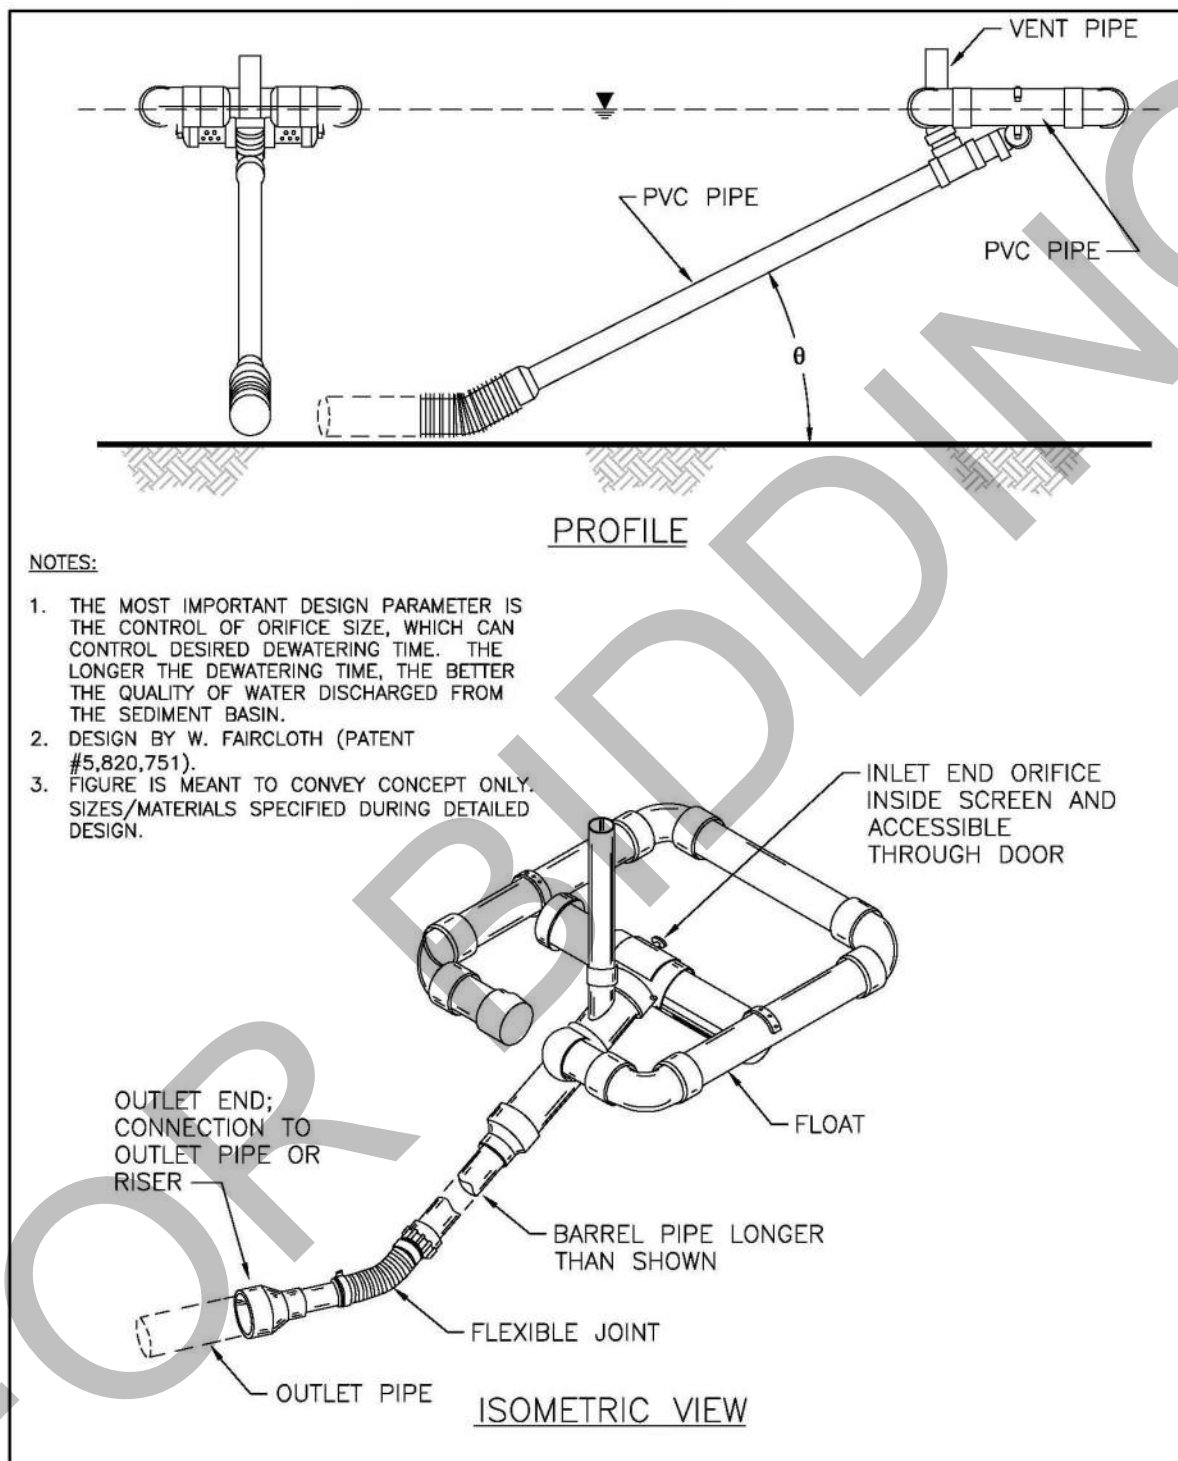 VENT PIPE
PVC PIPE
PVC PIPE
θ
PROFILE
NOTES:
1. THE MOST IMPORTANT DESIGN PARAMETER IS
THE CONTROL OF ORIFICE SIZE, WHICH CAN
CONTROL DESIRED DEWATERING TIME. THE
LONGER THE DEWATERING TIME, THE BETTER
THE QUALITY OF WATER DISCHARGED FROM
THE SEDIMENT BASIN.
2. DESIGN BY W. FAIRCLOTH (PATENT
#5,820,751).
3. FIGURE IS MEANT TO CONVEY CONCEPT ONLY.
SIZES/MATERIALS SPECIFIED DURING DETAILED
DESIGN.
INLET END ORIFICE
INSIDE SCREEN AND
ACCESSIBLE
THROUGH DOOR
OUTLET END;
CONNECTION TO
OUTLET PIPE OR
RISER
FLOAT
BARREL PIPE LONGER
THAN SHOWN
FLEXIBLE JOINT
OUTLET PIPE
ISOMETRIC VIEW
OR BIDDING